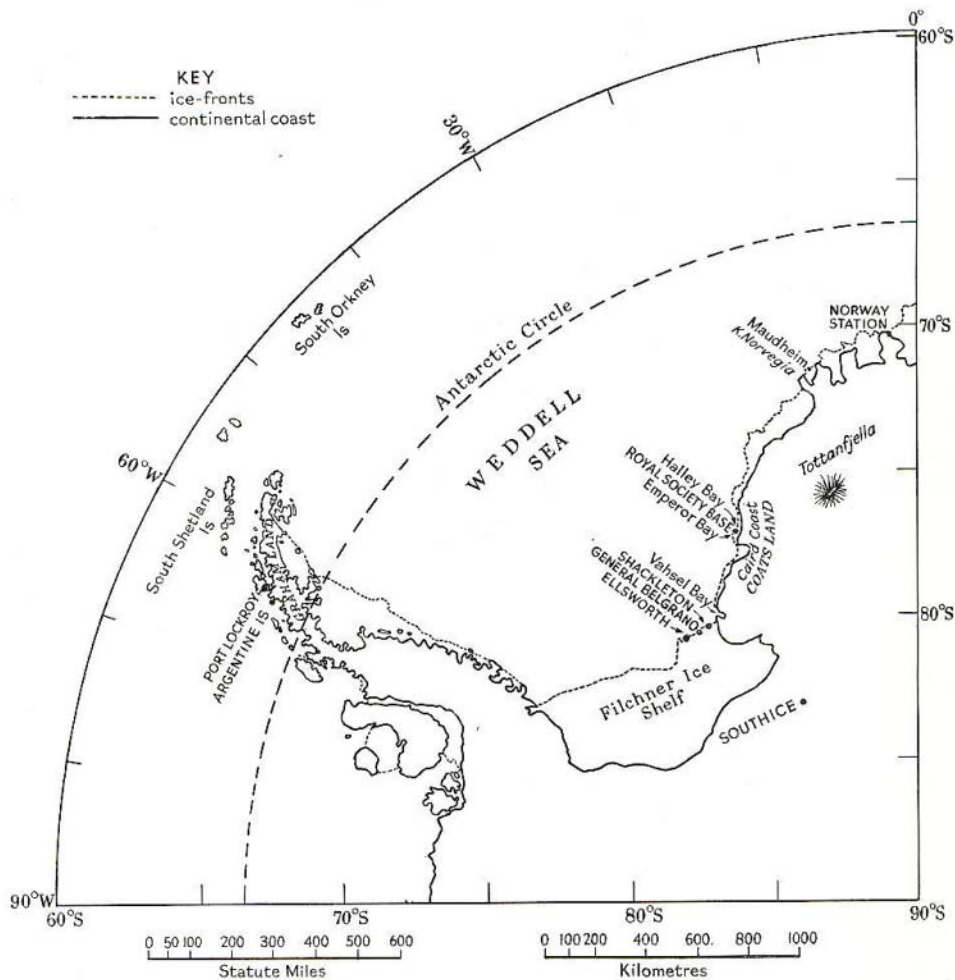 0°
60°S
KEY
ice-fronts
continental coast
30°W
South Orkney
Is
Antarctic Circle
70°S
NORWAY
STATION
Maudheim
K.Norvegia
WEDDELL
SEA
Tottanfjella
60°W
Halley Bay
ROYAL SOCIETY BASE
Emperor Bay
Caird Coast
COATS LAND
South Shetland
Is
GRAHAM LAND
Vahsel Bay
SHACKLETON
GENERAL BELGRANO
ELLSWORTH
80°S
PORT LOCKROY
ARGENTINE IS
Filchner Ice
Shelf
SOUTHICE
90°W
60°S
70°S
80°S
90°S
0 50 100 200 300 400 500 600
Statute Miles
0 100 200 400 600. 800 1000
Kilometres